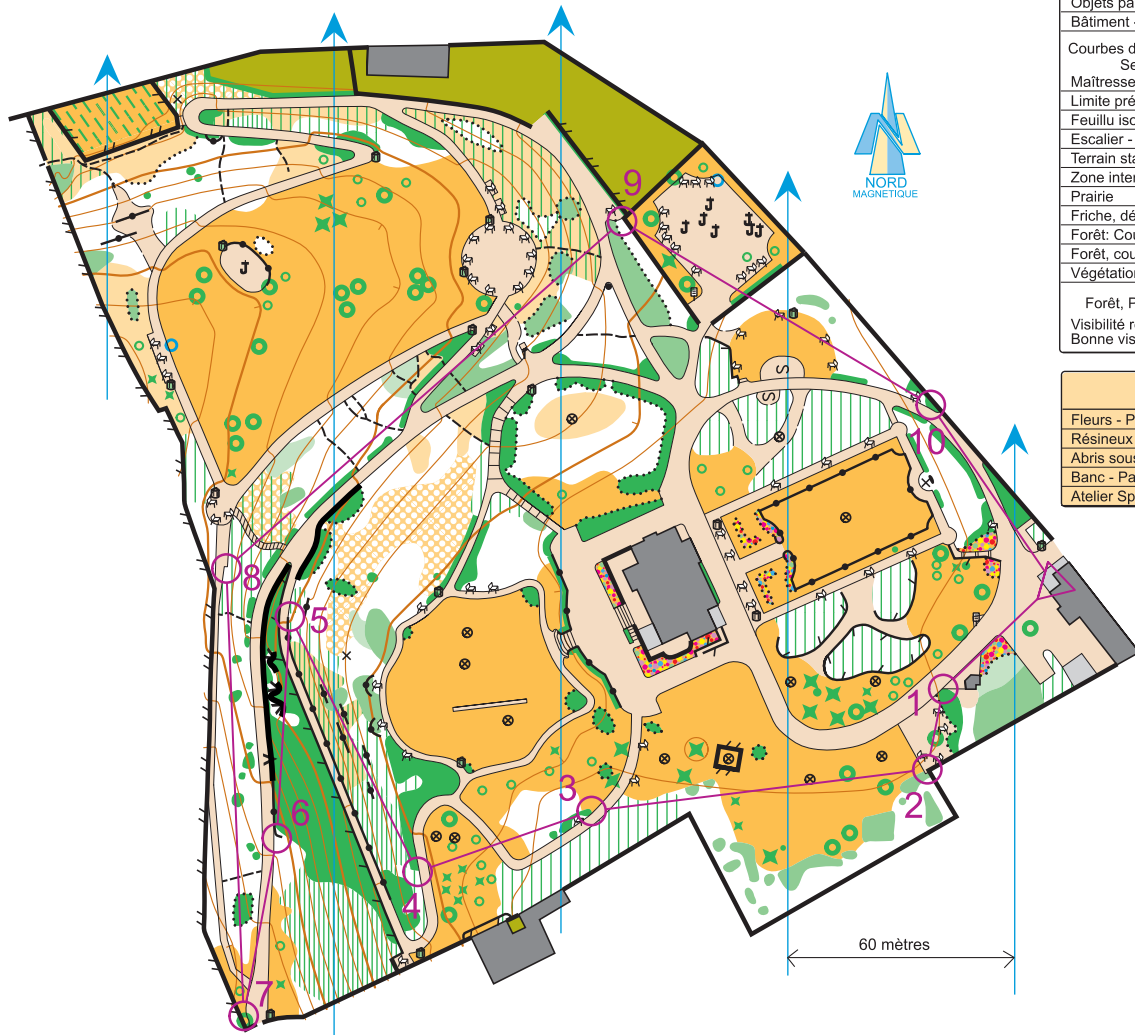 Objets pa
Bâtiment -
Courbes d
Se
Maîtresse
Limite pré
Feuillu iso
Escalier -
Terrain sta
Zone inter
Prairie
Friche, dé
Forêt: Cou
Forêt, cou
Végétation
Forêt, P
Visibilité r
Bonne vis
NORD
MAGNETIQUE
Fleurs - P
Résineux
Abris sous
Banc - Pa
Atelier Sp
9
10
8
5
1
6
3
2
4
7
60 mètres
J
J
J
J
J
J
J
J
S
S